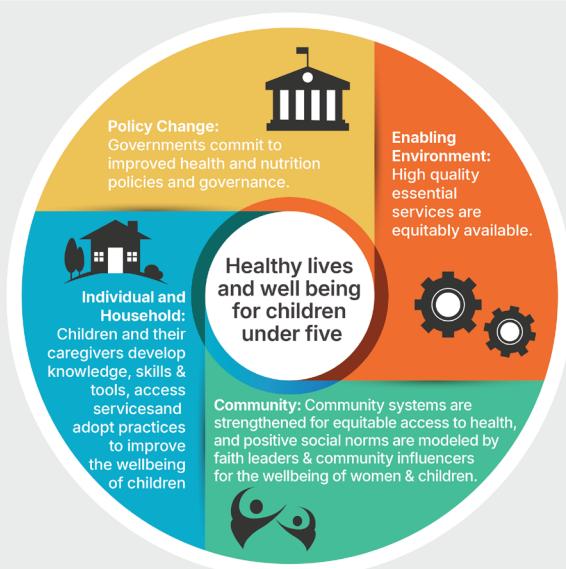 Policy Change:
Governments commit to
improved health and nutrition
policies and governance.
Enabling
Environment:
High quality
essential
services are
equitably available.
Healthy lives
and well being
for children
under five
Individual and
Household:
Children and their
caregivers develop
knowledge, skills &
tools, access
servicesand
adopt practices
to improve
the wellbeing
of children
Community: Community systems are
strengthened for equitable access to health,
and positive social norms are modeled by
faith leaders & community influencers
for the wellbeing of women & children.